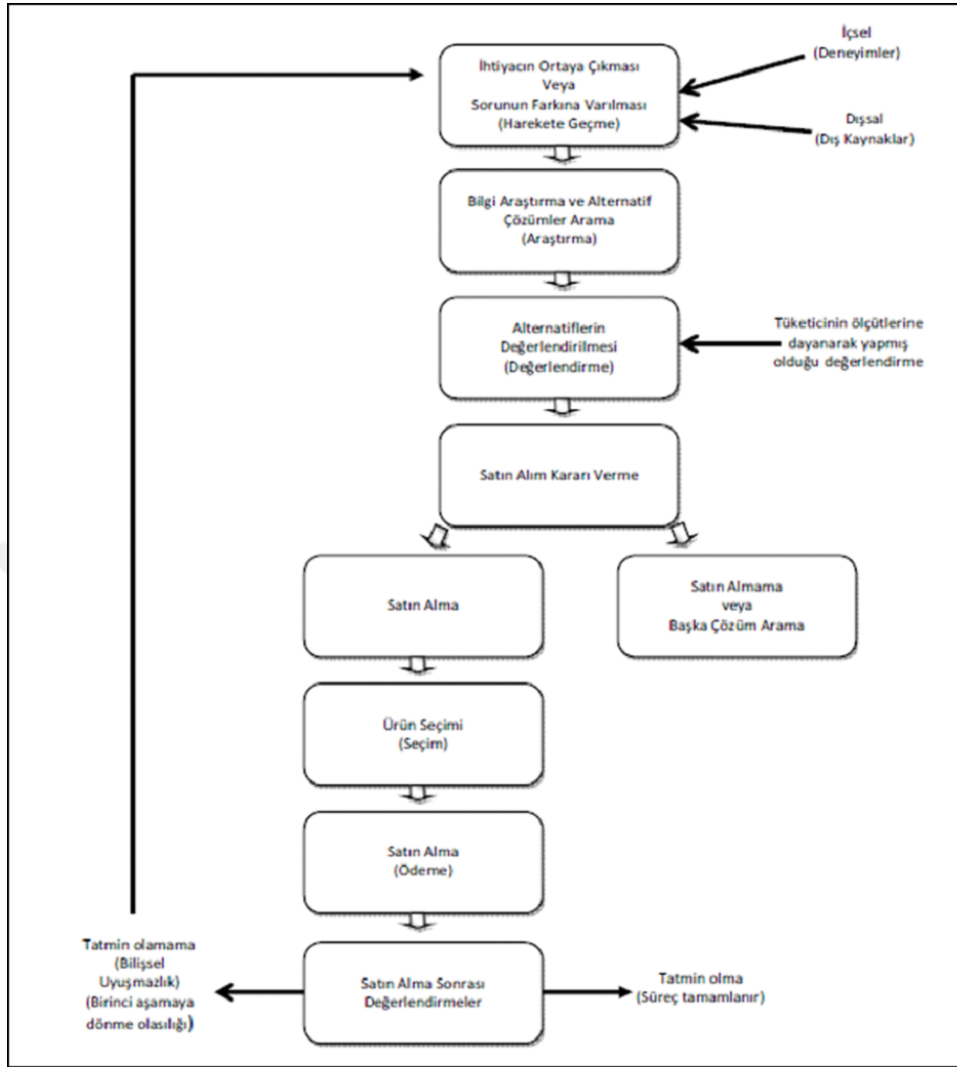 İhtiyacın Ortaya Çıkması
Veya
Sorunun Farkına Varılması
(Harekete Geçme)
İçsel
(Deneyimler)
Dışsal
(Dış Kaynaklar)
Bilgi Araştırma ve Alternatif
Çözümler Arama
(Araştırma)
Alternatiflerin
Değerlendirilmesi
(Değerlendirme)
Tüketicinin ölçütlerine
dayanarak yapmış
olduğu değerlendirme
Satın Alım Kararı Verme
Satın Alma
Satın Almama
veya
Başka Çözüm Arama
Ürün Seçimi
(Seçim)
Satın Alma
(Ödeme)
Satın Alma Sonrası
Değerlendirmeler
Tatmin olamama
(Bilişsel
Uyuşmazlık)
(Birinci aşamaya
dönme olasılığı)
Tatmin olma
(Süreç tamamlanır)